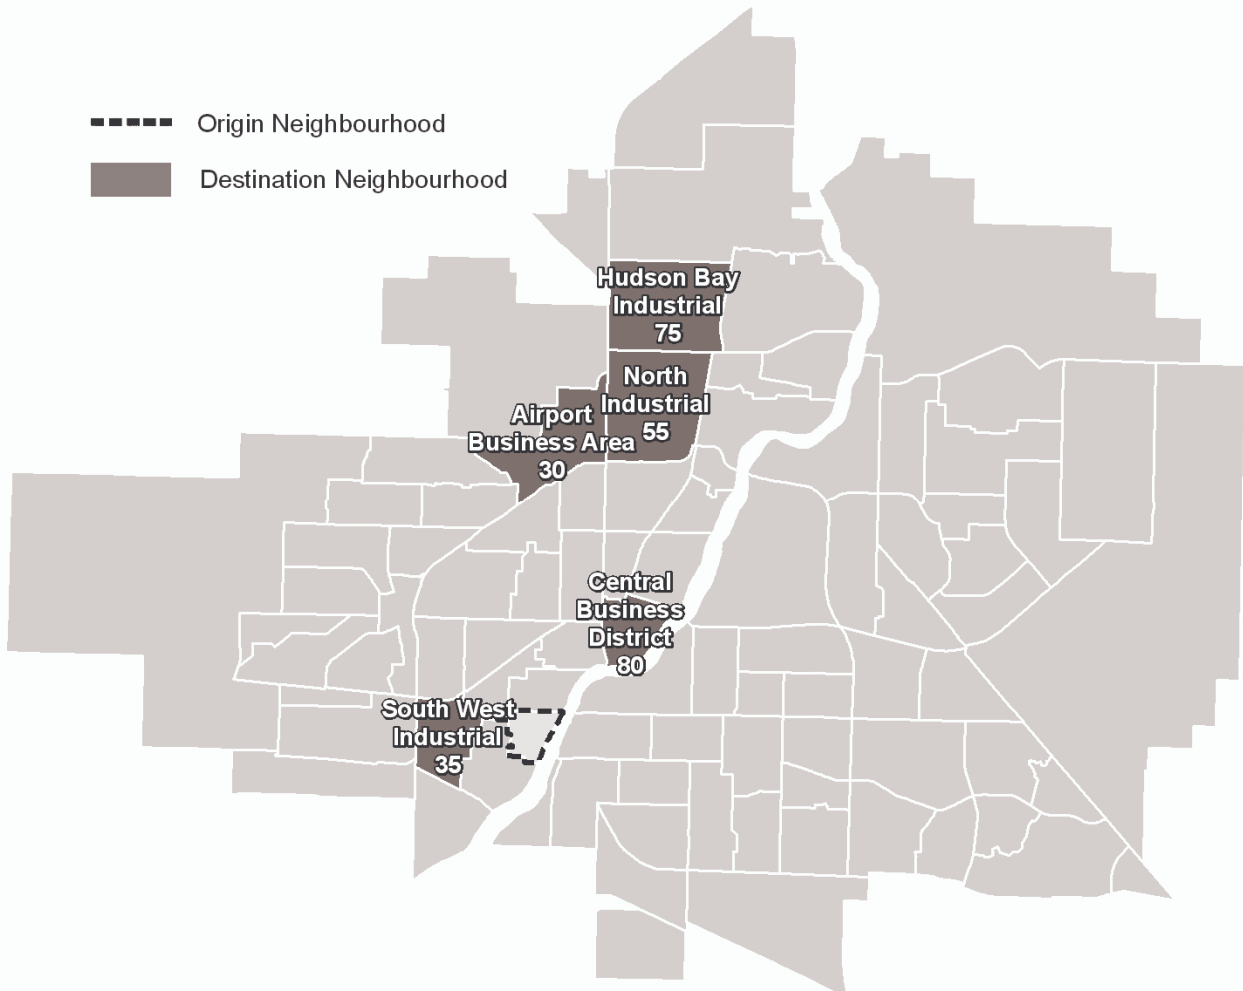 Origin Neighbourhood
Destination Neighbourhood
Hudson Bay
Industrial
75
North
Industrial
55
Airport
Business Area
30
Central
Business
District
80
South West
Industrial
35